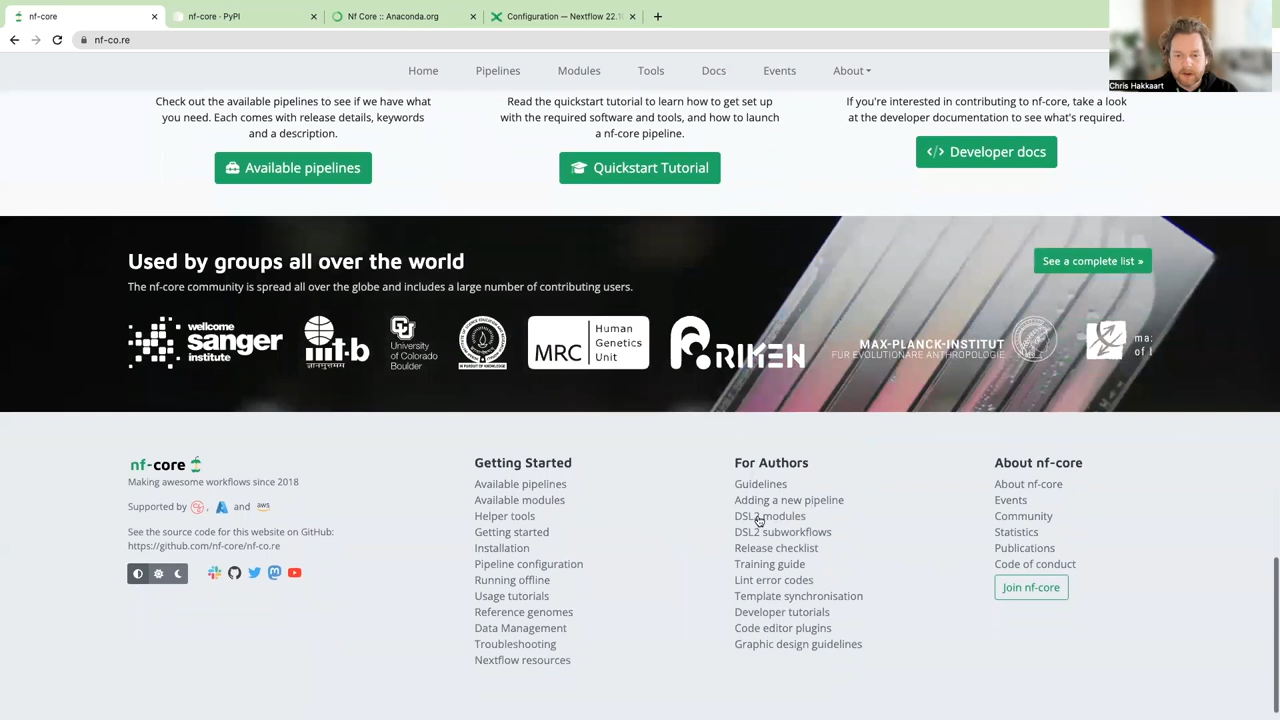 nf-core
nf-core · PyPI
Nf Core :: Anaconda.org
Configuration — Nextflow 22.1
nf-co.re
Home
Pipelines
Modules
Tools
Docs
Events
About
Chris Hakkaart
Check out the available pipelines to see if we have what
you need. Each comes with release details, keywords
and a description.
Available pipelines
Read the quickstart tutorial to learn how to get set up
with the required software and tools, and how to launch
a nf-core pipeline.
Quickstart Tutorial
If you're interested in contributing to nf-core, take a look
at the developer documentation to see what's required.
Developer docs
Used by groups all over the world
See a complete list »
The nf-core community is spread all over the globe and includes a large number of contributing users.
wellcome
sanger
institute
University
of Colorado
Boulder
MRC
Human
Genetics
Unit
RIKEN
MAX-PLANCK-INSTITUT
FÜR EVOLUTIONÄRE ANTHROPOLOGIE
nf-core
Making awesome workflows since 2018
Supported by , and aws
See the source code for this website on GitHub:
https://github.com/nf-core/nf-co.re
Getting Started
Available pipelines
Available modules
Helper tools
Getting started
Installation
Pipeline configuration
Running offline
Usage tutorials
Reference genomes
Data Management
Troubleshooting
Nextflow resources
For Authors
Guidelines
Adding a new pipeline
DSL2 modules
DSL2 subworkflows
Release checklist
Training guide
Lint error codes
Template synchronisation
Developer tutorials
Code editor plugins
Graphic design guidelines
About nf-core
About nf-core
Events
Community
Statistics
Publications
Code of conduct
Join nf-core